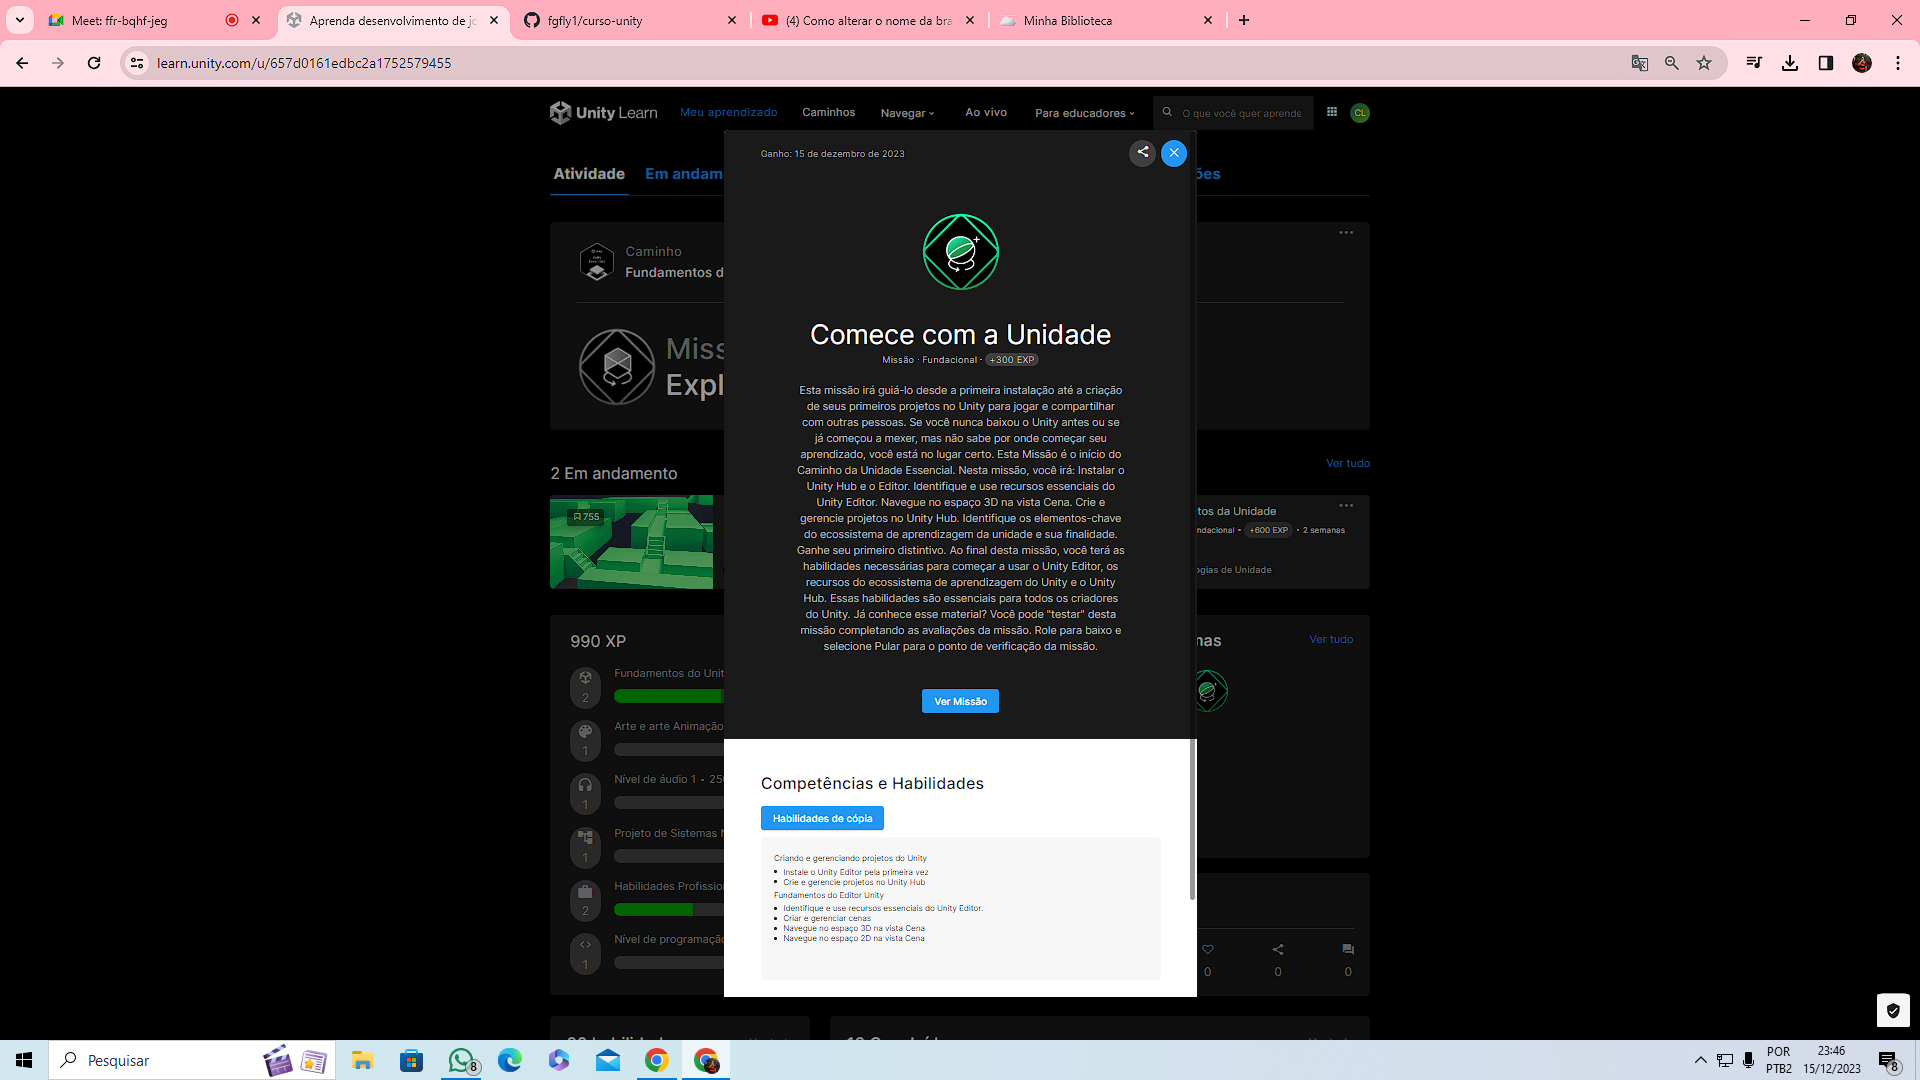 Meet: ffr-bqhf-jeg
Aprenda desenvolvimento de jo
fgfly1/curso-unity
(4) Como alterar o nome da bra
Minha Biblioteca
learn.unity.com/u/657d0161edbc2a1752579455
Unity Learn
Meu aprendizado
Caminhos
Navegar
Ao vivo
Para educadores
O que você quer aprende
CL
Ganho: 15 de dezembro de 2023
Atividade
Em andam
ões
Caminho
Fundamentos d
Miss
Expl
Comece com a Unidade
Missão · Fundacional · +300 EXP
Esta missão irá guiá-lo desde a primeira instalação até a criação
de seus primeiros projetos no Unity para jogar e compartilhar
com outras pessoas. Se você nunca baixou o Unity antes ou se
já começou a mexer, mas não sabe por onde começar seu
aprendizado, você está no lugar certo. Esta Missão é o início do
Caminho da Unidade Essencial. Nesta missão, você irá: Instalar o
Unity Hub e o Editor. Identifique e use recursos essenciais do
Unity Editor. Navegue no espaço 3D na vista Cena. Crie e
gerencie projetos no Unity Hub. Identifique os elementos-chave
do ecossistema de aprendizagem da unidade e sua finalidade.
Ganhe seu primeiro distintivo. Ao final desta missão, você terá as
habilidades necessárias para começar a usar o Unity Editor, os
recursos do ecossistema de aprendizagem do Unity e o Unity
Hub. Essas habilidades são essenciais para todos os criadores
do Unity. Já conhece esse material? Você pode "testar" desta
missão completando as avaliações da missão. Role para baixo e
selecione Pular para o ponto de verificação da missão.
Ver Missão
2 Em andamento
Ver tudo
755
tos da Unidade
ndacional • +600 EXP • 2 semanas
ogias de Unidade
990 XP
Fundamentos do Unit
2
Arte e arte Animação
1
Nível de áudio 1 • 250
1
Projeto de Sistemas N
1
Habilidades Profission
2
Nível de programação
1
nas
Ver tudo
0
0
0
Competências e Habilidades
Habilidades de cópia
Criando e gerenciando projetos do Unity
Instale o Unity Editor pela primeira vez
Crie e gerencie projetos no Unity Hub
Fundamentos do Editor Unity
Identifique e use recursos essenciais do Unity Editor.
Criar e gerenciar cenas
Navegue no espaço 3D na vista Cena
Navegue no espaço 2D na vista Cena
Pesquisar
8
POR
PTB2
23:46
15/12/2023
8